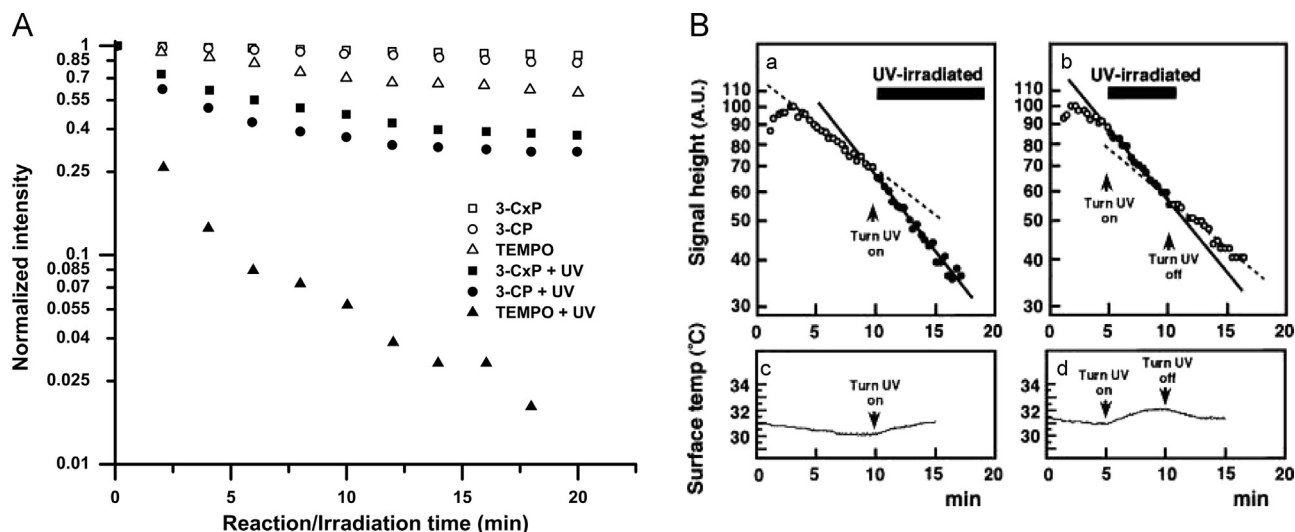 A
Normalized intensity
1
0.85
0.7
0.55
0.4
0.25
0.1
0.085
0.07
0.055
0.04
0.025
0.01
3-CxP
3-CP
TEMPO
3-CxP + UV
3-CP + UV
TEMPO + UV
0 5 10 15 20
Reaction/Irradiation time (min)
B
Signal height (A.U.)
a
UV-irradiated
110
100
90
80
70
60
50
40
30
Turn UV
on
0 5 10 15 20
b
UV-irradiated
110
100
90
80
70
60
50
40
30
Turn UV
on
Turn UV
off
0 5 10 15 20
Surface temp (°C)
c
34
32
30
Turn UV
on
0 5 10 15 20
min
d
34
32
30
Turn UV
on
Turn UV
off
0 5 10 15 20
min